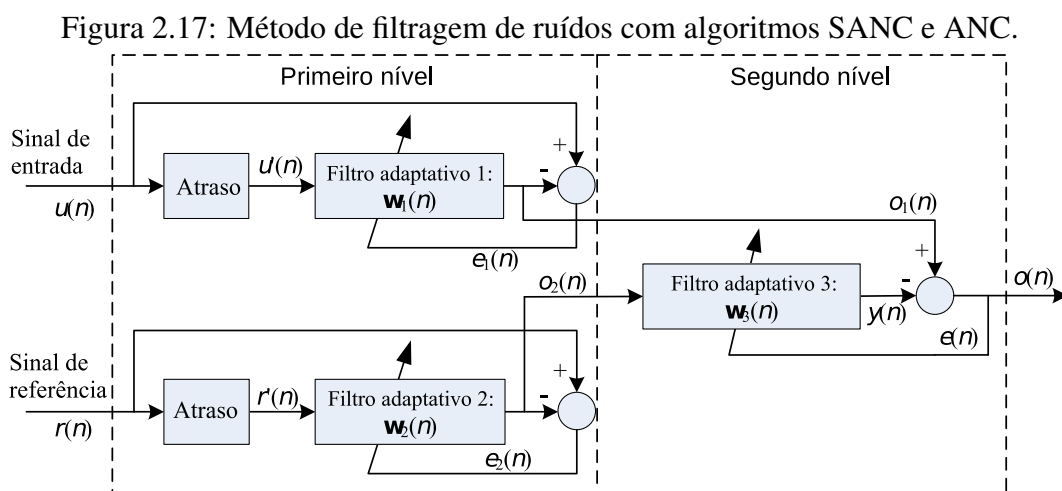 Figura 2.17: Método de filtragem de ruídos com algoritmos SANC e ANC.
Primeiro nível
Segundo nível
Sinal de
entrada
u(n)
Atraso
u'(n)
Filtro adaptativo 1:
w₁(n)
+
-
e₁(n)
o₁(n)
o₂(n)
Filtro adaptativo 3:
w₃(n)
y(n)
+
-
o(n)
e(n)
Sinal de
referência
r(n)
Atraso
r'(n)
Filtro adaptativo 2:
w₂(n)
+
-
e₂(n)